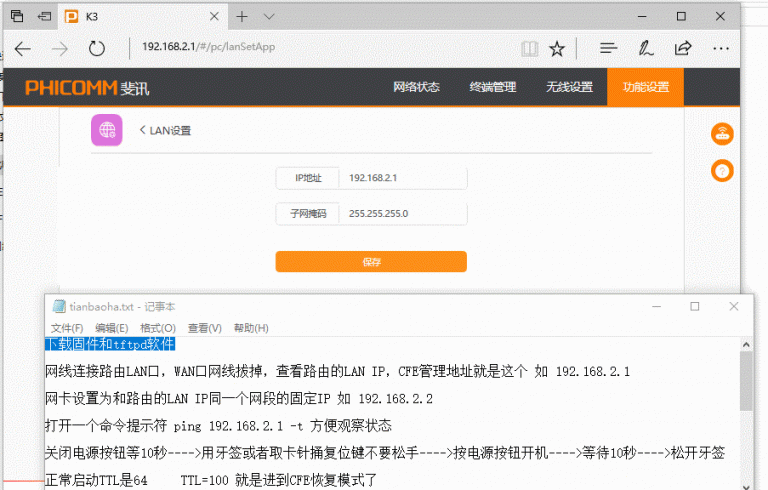 K3
192.168.2.1/#/pc/lanSetApp
PHICOMM 斐讯
网络状态 终端管理 无线设置 功能设置
LAN设置
IP地址 192.168.2.1
子网掩码 255.255.255.0
保存
tianbaoha.txt - 记事本
文件(F) 编辑(E) 格式(O) 查看(V) 帮助(H)
下载固件和tftpd软件
网线连接路由LAN口，WAN口网线拔掉，查看路由的LAN IP，CFE管理地址就是这个 如 192.168.2.1
网卡设置为和路由的LAN IP同一个网段的固定IP 如 192.168.2.2
打开一个命令提示符 ping 192.168.2.1 -t 方便观察状态
关闭电源按钮等10秒---->用牙签或者取卡针捅复位键不要松手---->按电源按钮开机---->等待10秒---->松开牙签
正常启动TTL是64 TTL=100 就是进到CFE恢复模式了